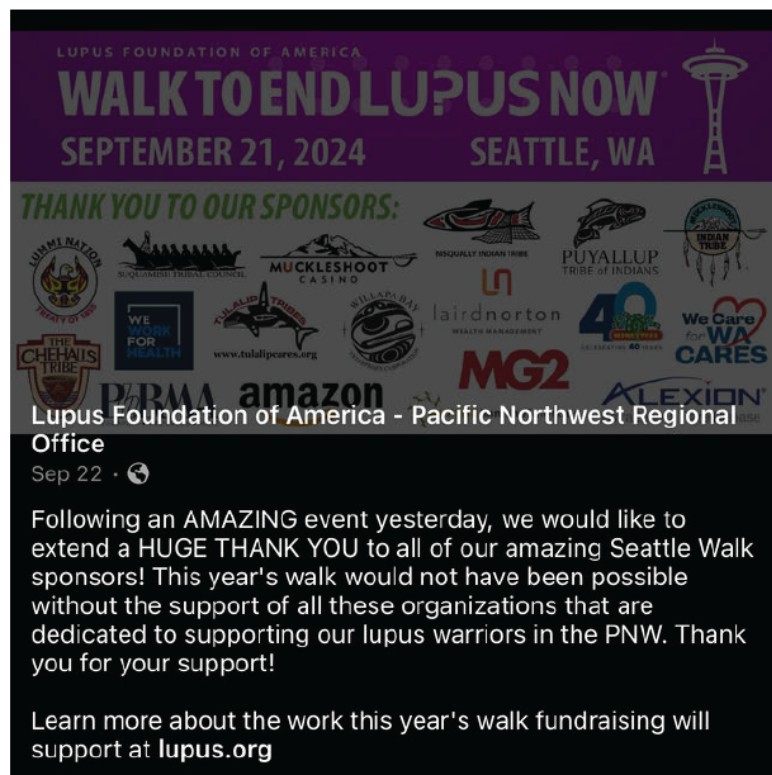 LUPUS FOUNDATION OF AMERICA
WALK TO END LUPUS NOW
SEPTEMBER 21, 2024 SEATTLE, WA
THANK YOU TO OUR SPONSORS:
LUMMI NATION
TREATY OF 1855
SUQUAMISH TRIBAL COUNCIL
MUCKLESHOOT
CASINO
NISQUALLY INDIAN TRIBE
PUYALLUP
TRIBE of INDIANS
MUCKLESHOOT
INDIAN
TRIBE
THE
CHEHALIS
TRIBE
WE
WORK
FOR
HEALTH
TULALIP TRIBES
www.tulalipcares.org
WILLAPA BAY
lairdnorton
WEALTH MANAGEMENT
40
CELEBRATING 40 YEARS
We Care
for WA
CARES
PhRMA
amazon
MG2
ALEXION
Lupus Foundation of America - Pacific Northwest Regional
Office
Sep 22 ·
Following an AMAZING event yesterday, we would like to
extend a HUGE THANK YOU to all of our amazing Seattle Walk
sponsors! This year's walk would not have been possible
without the support of all these organizations that are
dedicated to supporting our lupus warriors in the PNW. Thank
you for your support!
Learn more about the work this year's walk fundraising will
support at lupus.org